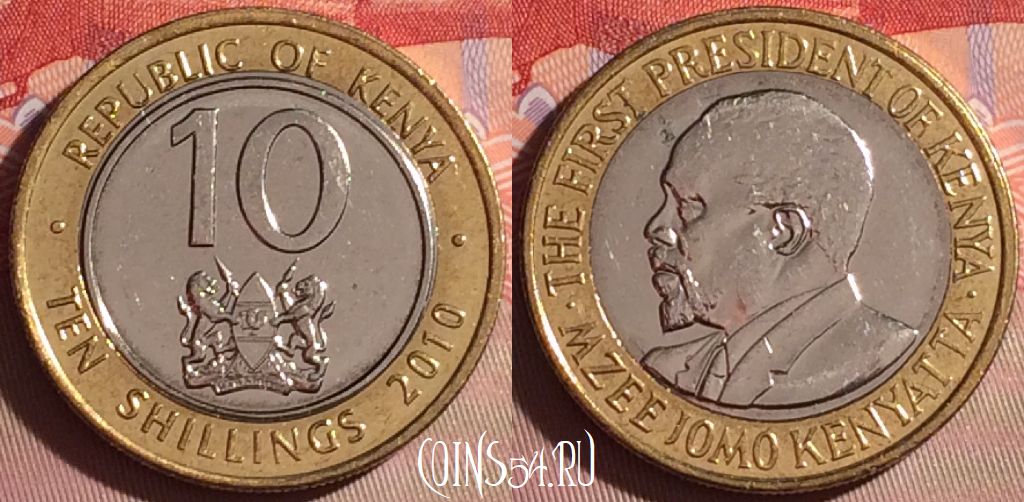 REPUBLIC OF KENYA
10
· TEN SHILLINGS 2010 ·
THE FIRST PRESIDENT OF KENYA
· MZEE JOMO KENYATTA ·
COINS54.RU